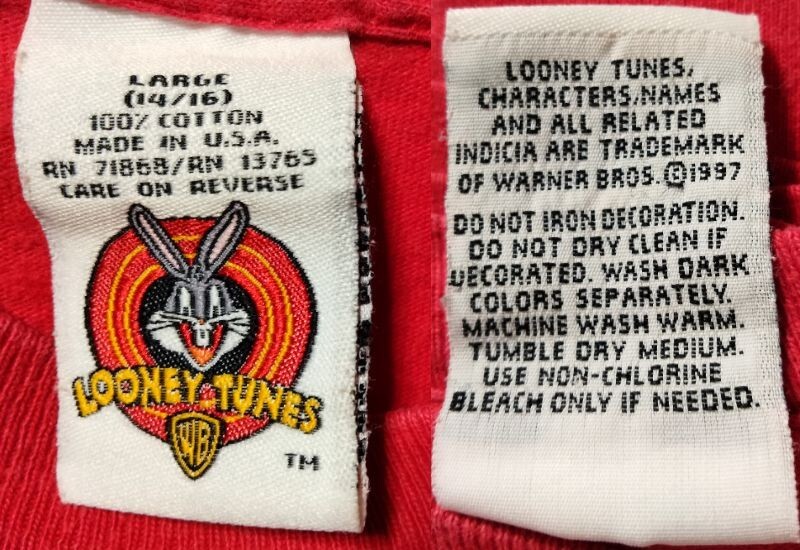 LARGE
(14/16)
100% COTTON
MADE IN U.S.A.
RN 71868/RN 13765
CARE ON REVERSE
LOONEY TUNES
WB
TM
LOONEY TUNES,
CHARACTERS,NAMES
AND ALL RELATED
INDICIA ARE TRADEMARK
OF WARNER BROS. ©1997
DO NOT IRON DECORATION.
DO NOT DRY CLEAN IF
DECORATED. WASH DARK
COLORS SEPARATELY.
MACHINE WASH WARM.
TUMBLE DRY MEDIUM.
USE NON-CHLORINE
BLEACH ONLY IF NEEDED.